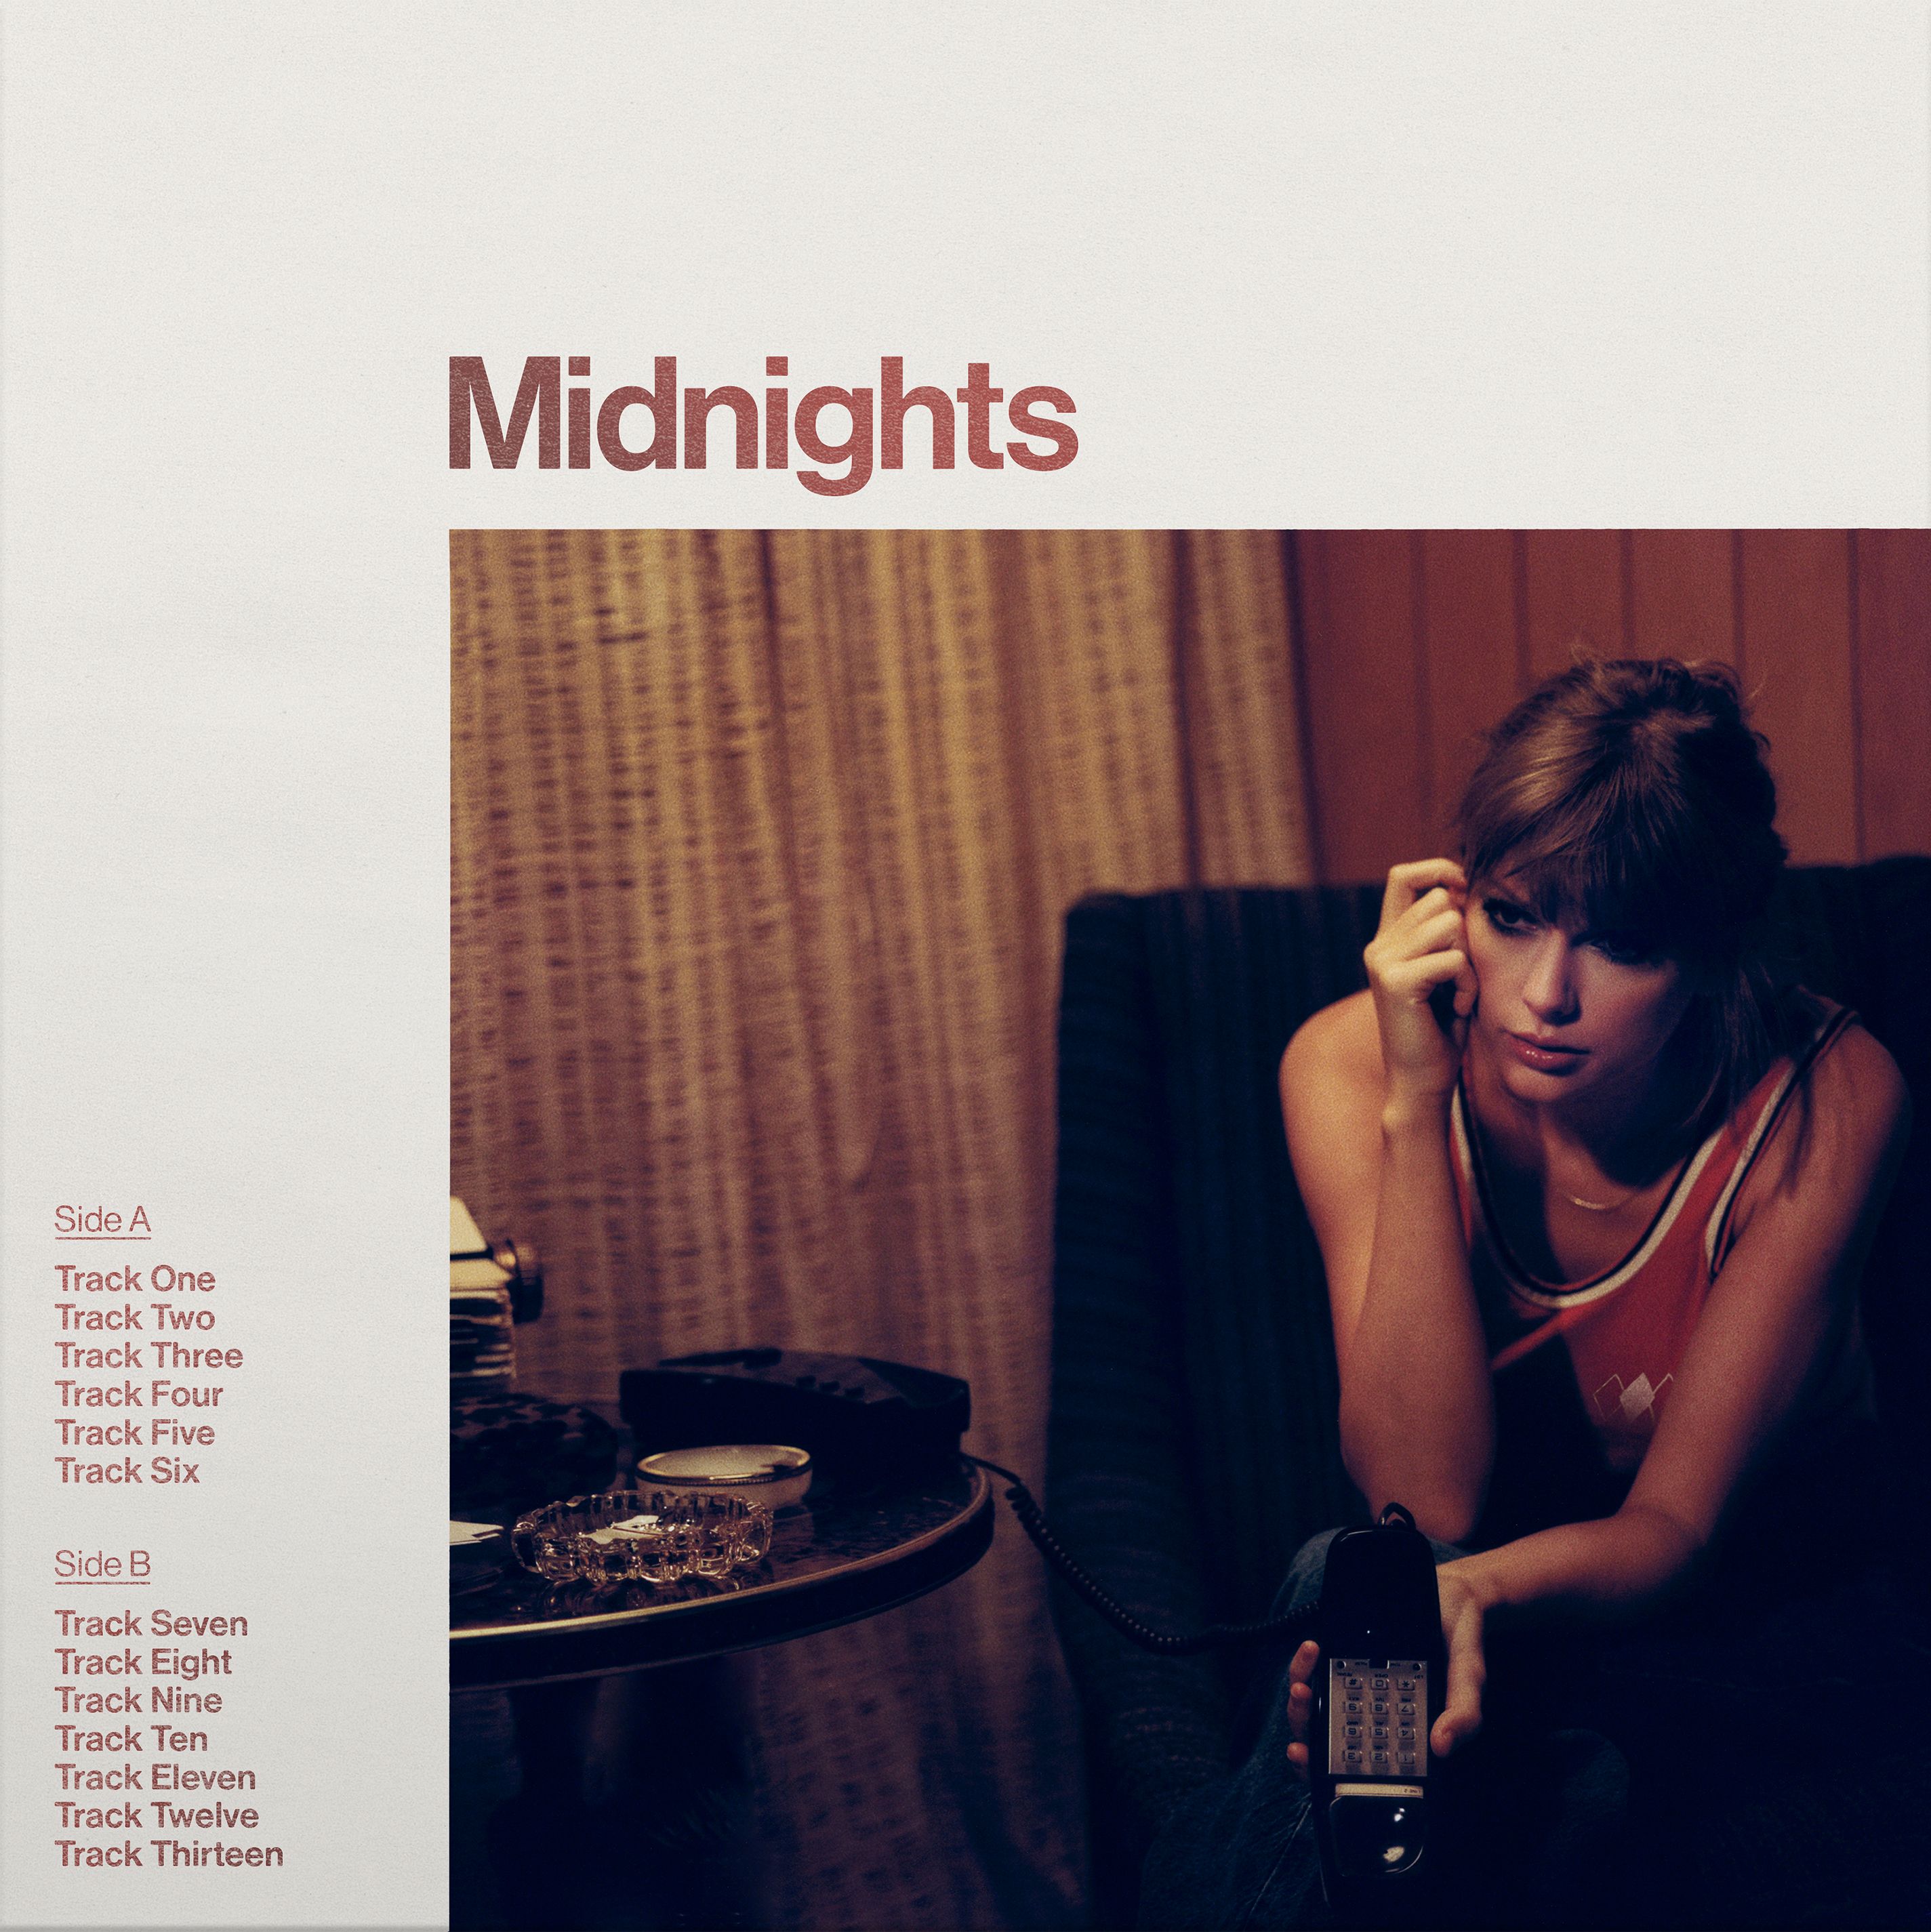 Midnights
Side A
Track One
Track Two
Track Three
Track Four
Track Five
Track Six
Side B
Track Seven
Track Eight
Track Nine
Track Ten
Track Eleven
Track Twelve
Track Thirteen